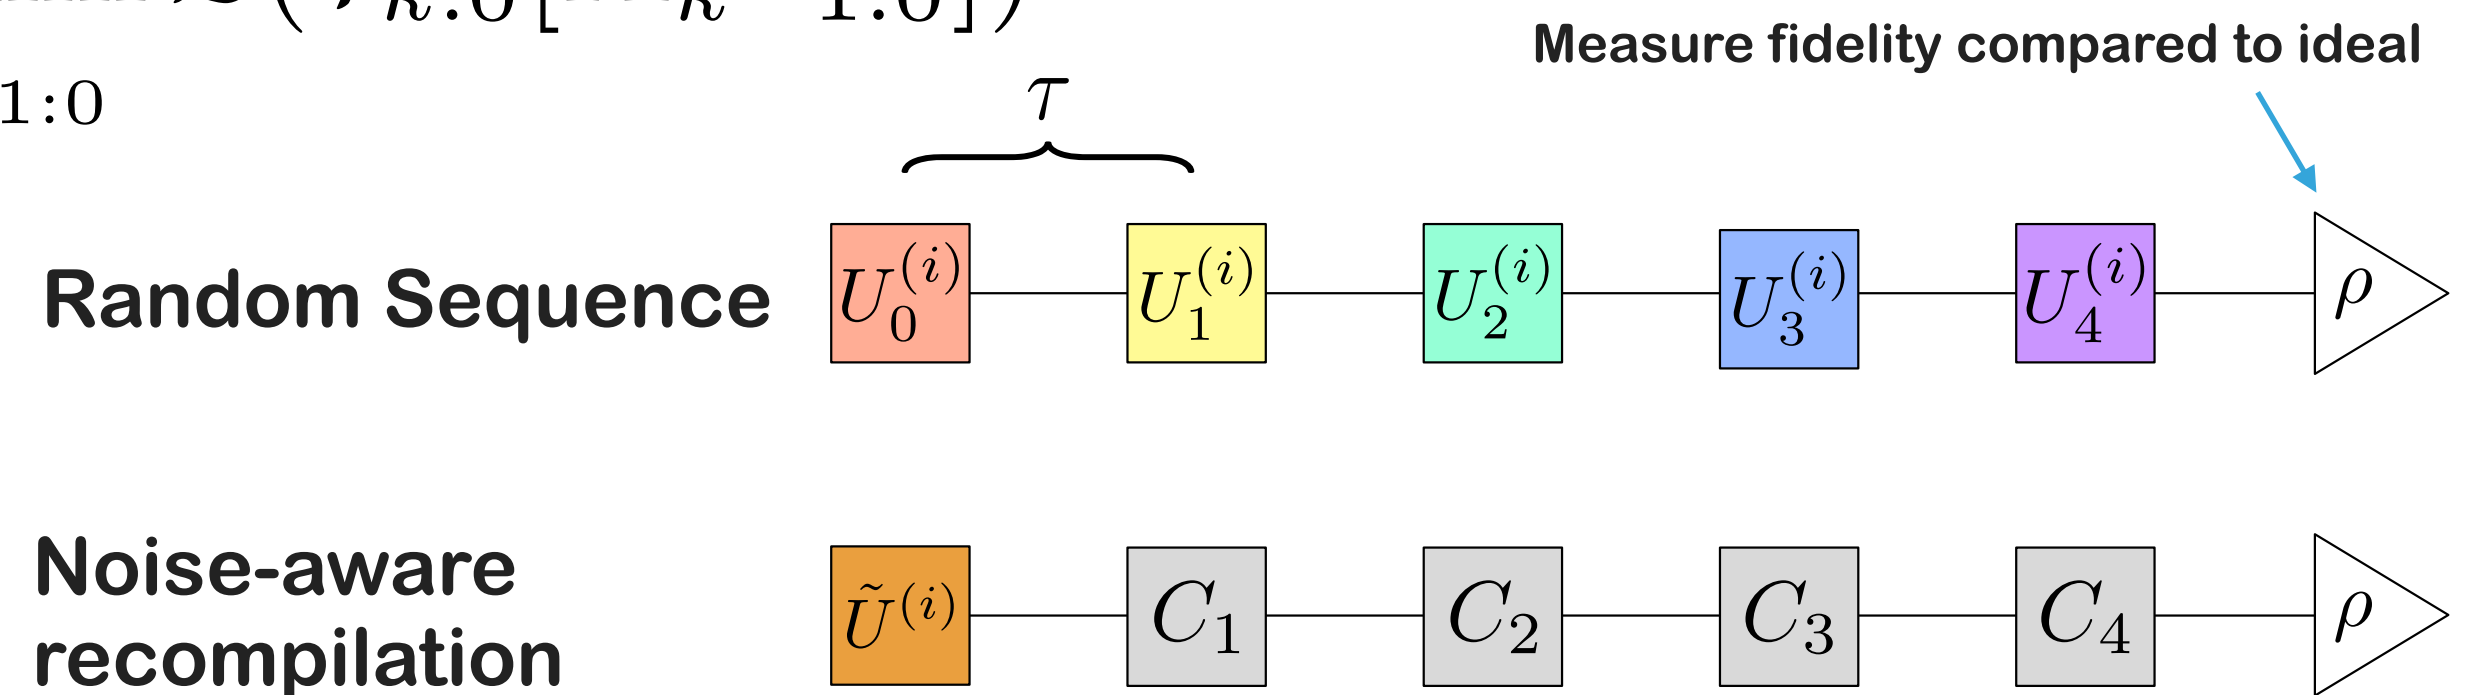 Measure fidelity compared to ideal
1:0
τ
Random Sequence U_0^{(i)} U_1^{(i)} U_2^{(i)} U_3^{(i)} U_4^{(i)} ρ
Noise-aware
recompilation Ũ^{(i)} C_1 C_2 C_3 C_4 ρ